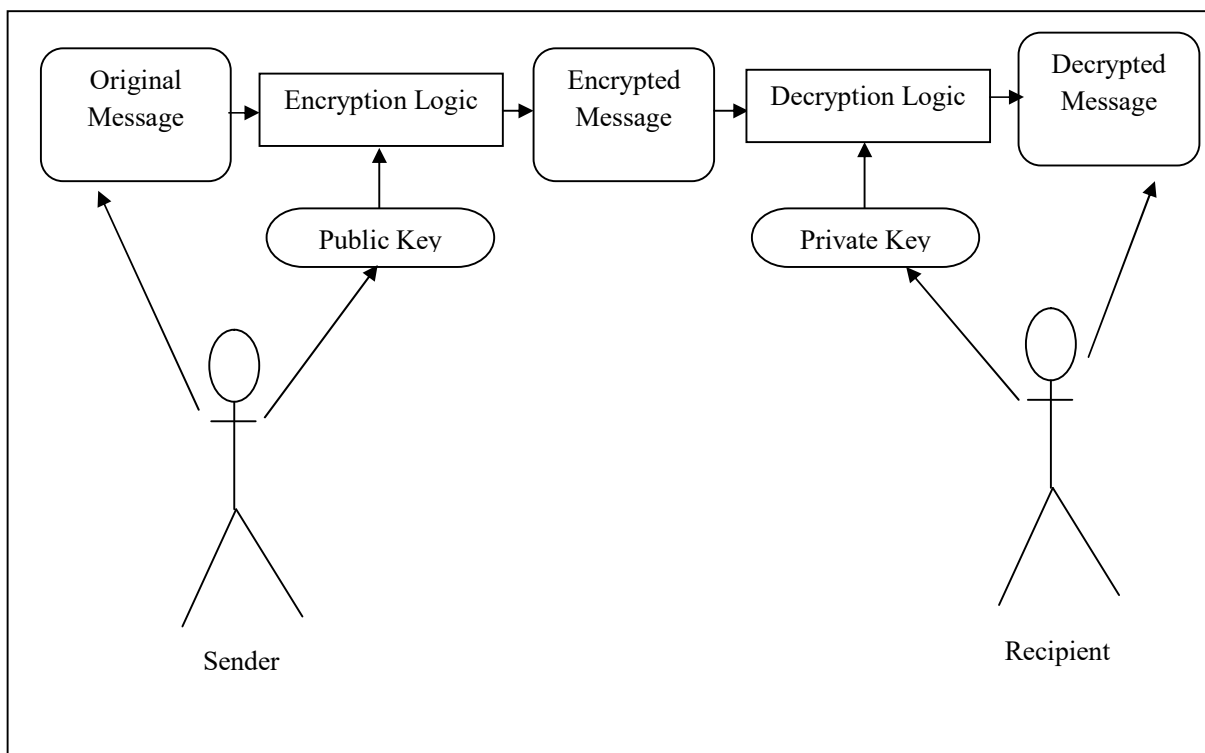 Original
Message
Encryption Logic
Encrypted
Message
Decryption Logic
Decrypted
Message
Public Key
Private Key
Sender
Recipient